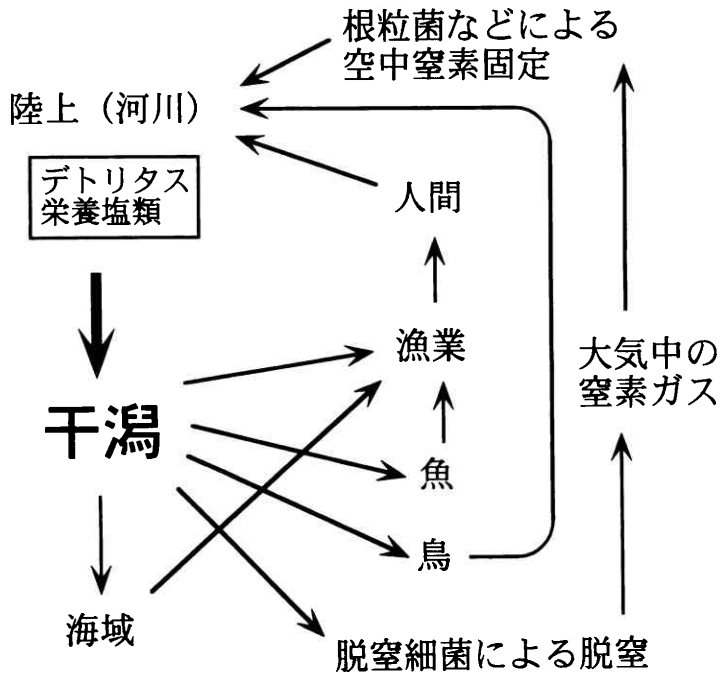 根粒菌などによる
空中窒素固定
陸上（河川）
デトリタス
栄養塩類
人間
漁業
大気中の
窒素ガス
干潟
魚
鳥
海域
脱窒細菌による脱窒